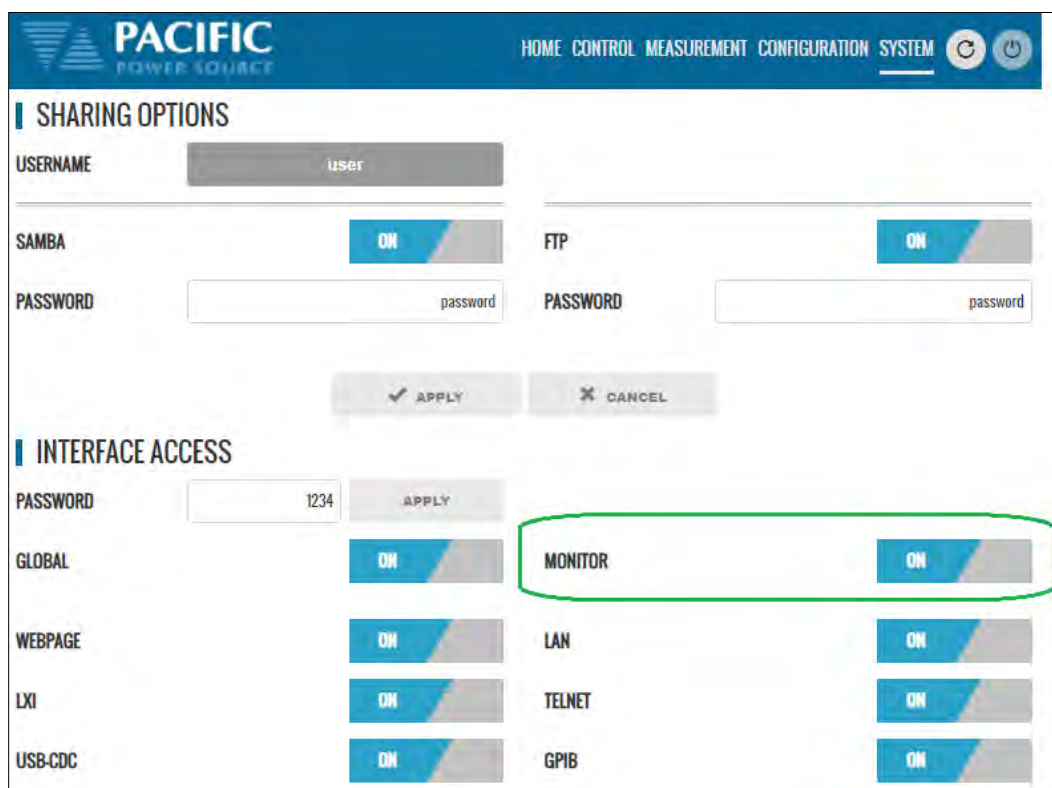 PACIFIC
POWER SOURCE
HOME CONTROL MEASUREMENT CONFIGURATION SYSTEM
SHARING OPTIONS
USERNAME user
SAMBA ON FTP ON
PASSWORD password PASSWORD password
APPLY CANCEL
INTERFACE ACCESS
PASSWORD 1234 APPLY
GLOBAL ON MONITOR ON
WEBPAGE ON LAN ON
LXI ON TELNET ON
USB-CDC ON GPIB ON